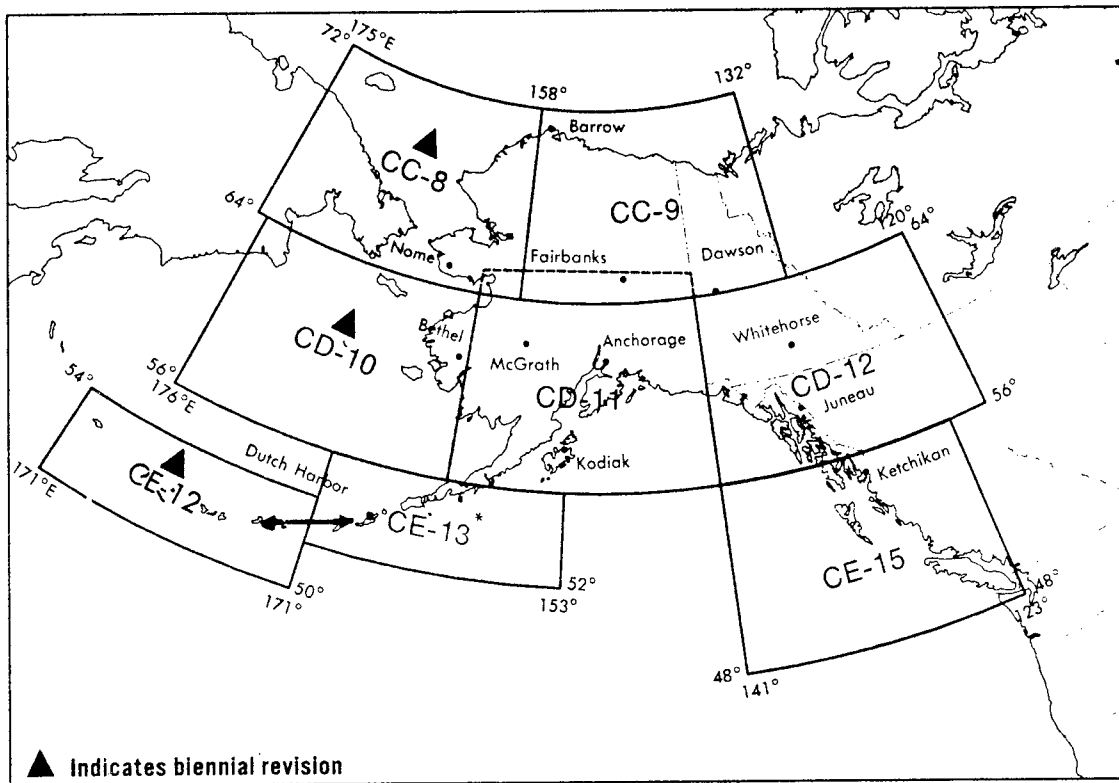 175°E
72°
158°
132°
Barrow
CC-8
CC-9
64°
120°
64°
Nome
Fairbanks
Dawson
Bethel
CD-10
McGrath
Anchorage
Whitehorse
CD-11
CD-12
Juneau
56°
176°E
54°
56°
Dutch Harbor
Kodiak
Ketchikan
171°E
CE-12
CE-13*
CE-15
50°
171°
52°
153°
48°
23°
48°
141°
▲ Indicates biennial revision